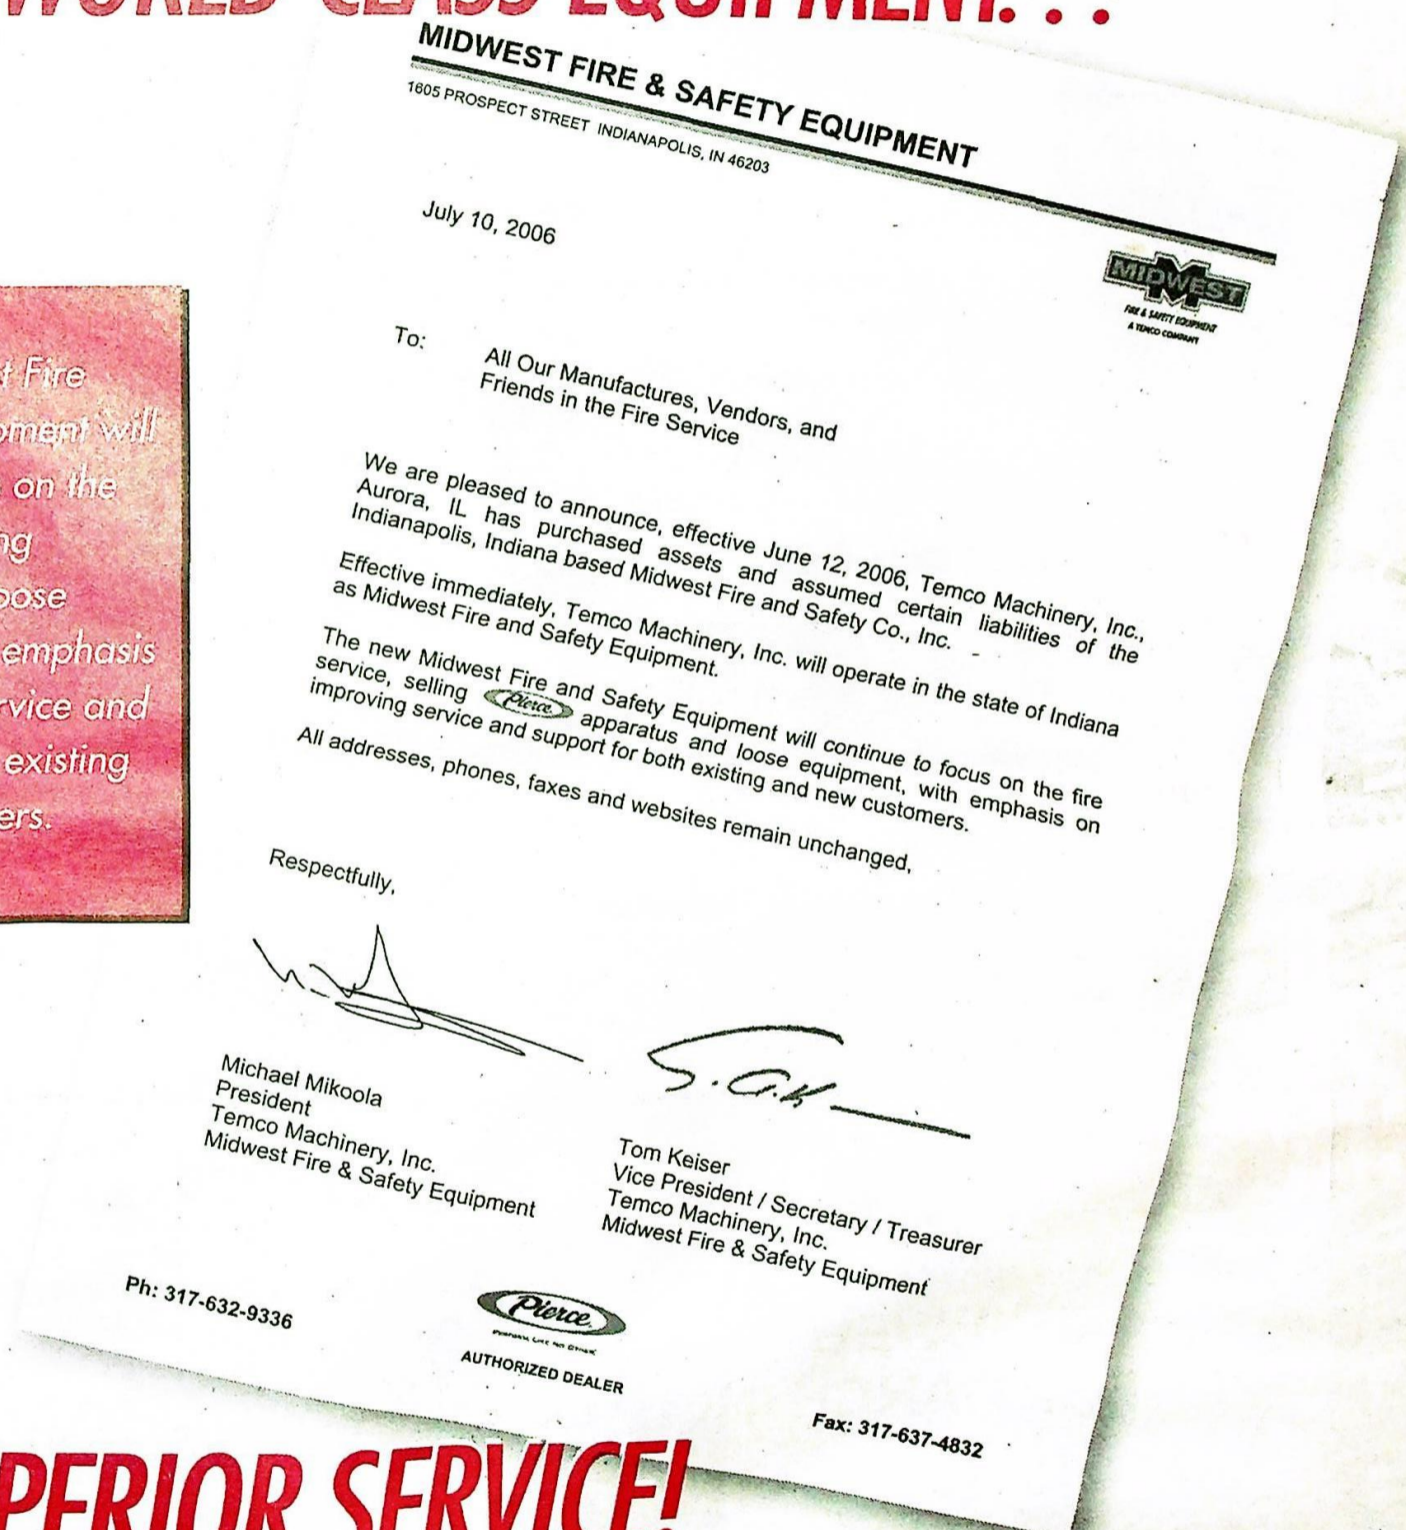 WORLD CLASS EQUIPMENT. . .
MIDWEST FIRE & SAFETY EQUIPMENT
1605 PROSPECT STREET INDIANAPOLIS, IN 46203
July 10, 2006
MIDWEST
FIRE & SAFETY EQUIPMENT
A TEMCO COMPANY
To:
All Our Manufactures, Vendors, and
Friends in the Fire Service
We are pleased to announce, effective June 12, 2006, Temco Machinery, Inc.,
Aurora, IL has purchased assets and assumed certain liabilities of the
Indianapolis, Indiana based Midwest Fire and Safety Co., Inc.
Effective immediately, Temco Machinery, Inc. will operate in the state of Indiana
as Midwest Fire and Safety Equipment.
The new Midwest Fire and Safety Equipment will continue to focus on the fire
service, selling Pierce apparatus and loose equipment, with emphasis on
improving service and support for both existing and new customers.
All addresses, phones, faxes and websites remain unchanged,
Respectfully,
S. G. K
Michael Mikoola
President
Temco Machinery, Inc.
Midwest Fire & Safety Equipment
Tom Keiser
Vice President / Secretary / Treasurer
Temco Machinery, Inc.
Midwest Fire & Safety Equipment
Ph: 317-632-9336
Pierce
AUTHORIZED DEALER
Fax: 317-637-4832
t Fire
pment will
on the
ng
oose
emphasis
rvice and
existing
ers.
PERIOR SERVICE!